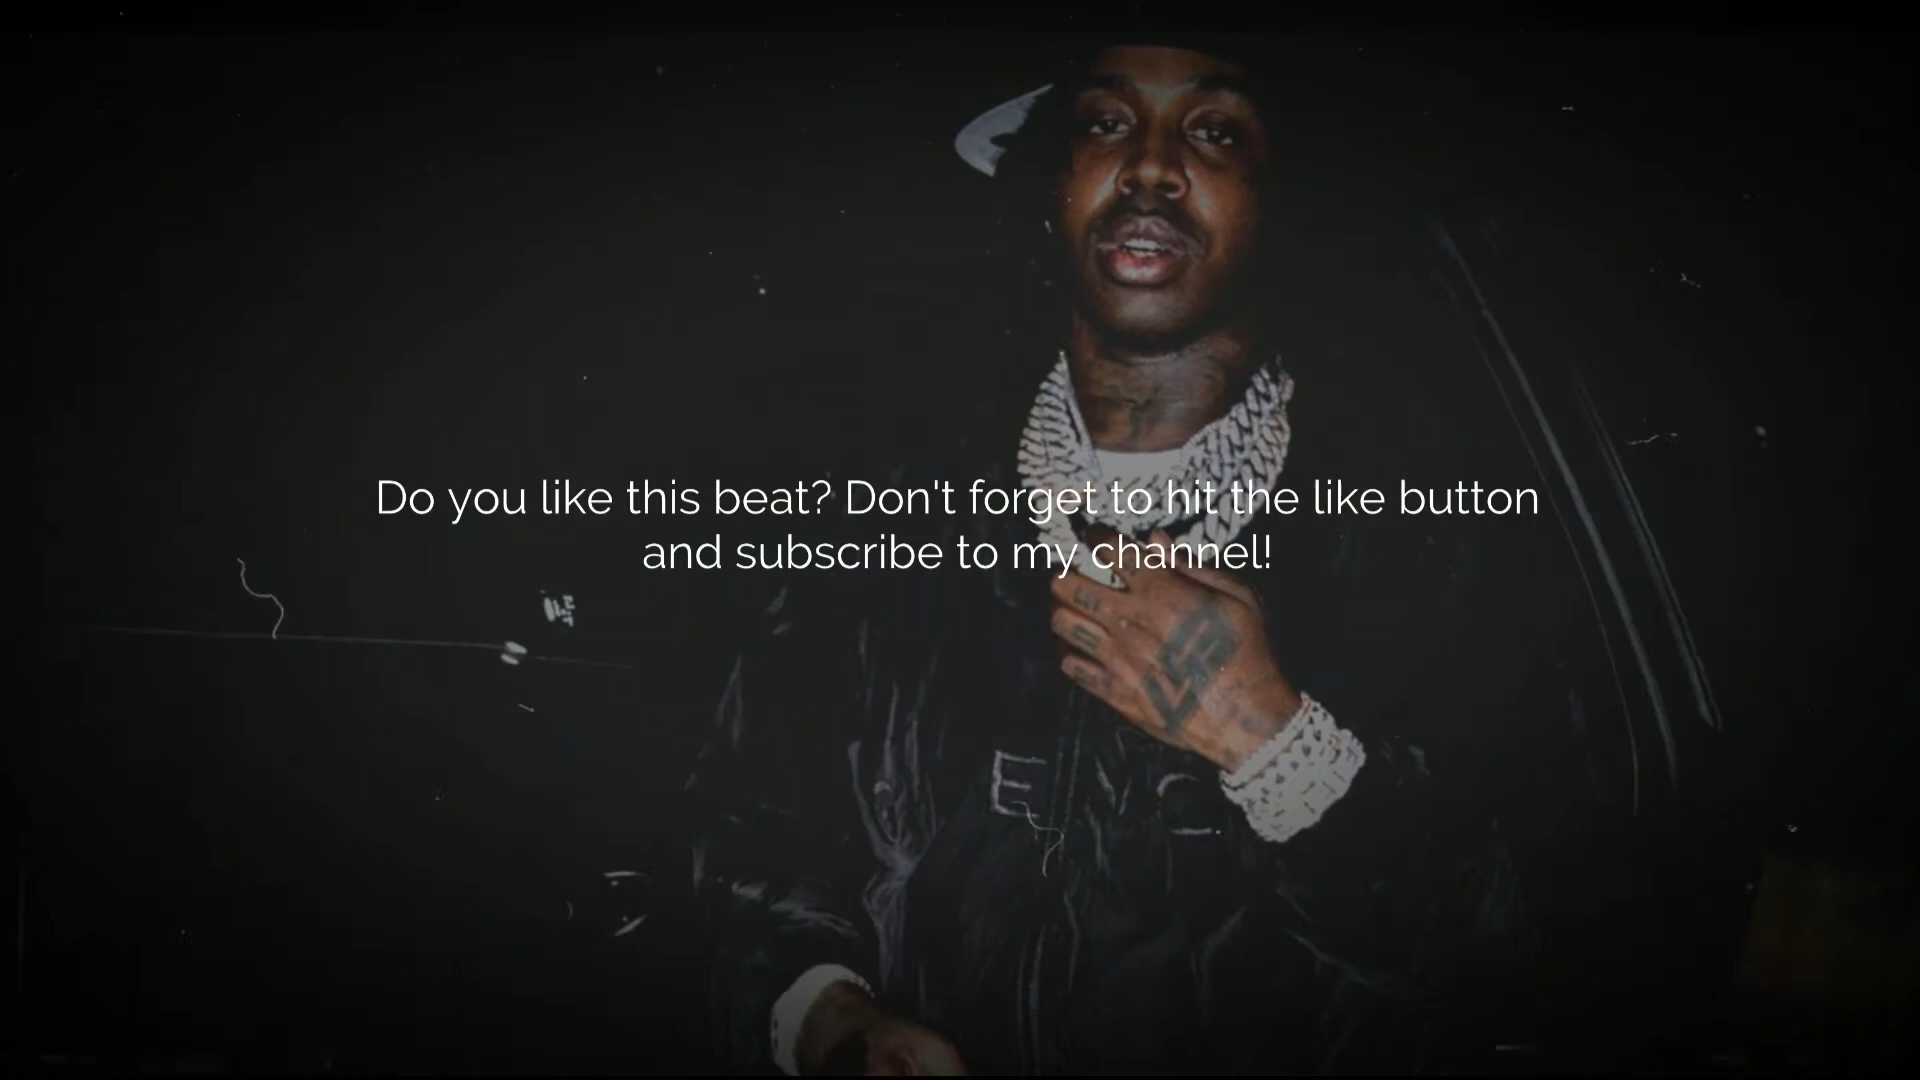 Do you like this beat? Don't forget to hit the like button
and subscribe to my channel!